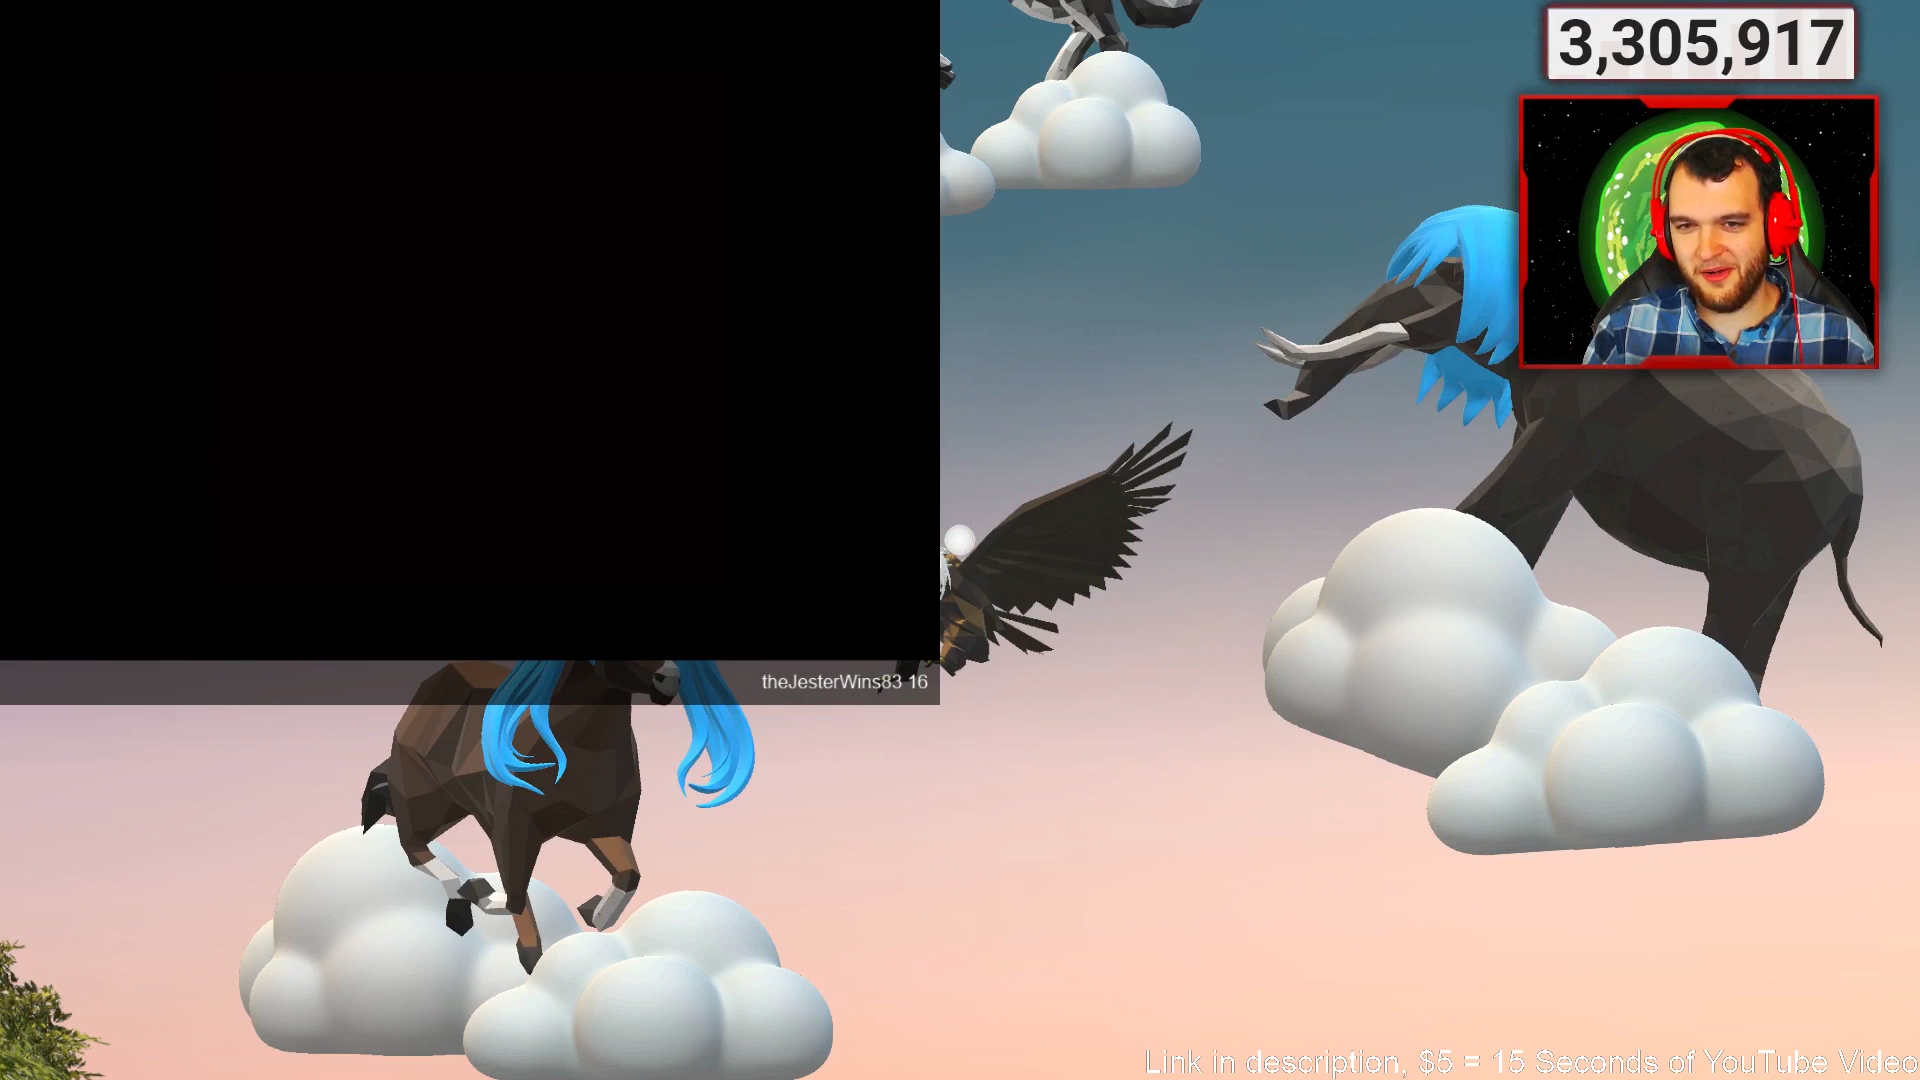 3,305,917
theJesterWins83 16
Link in description, $5 = 15 Seconds of YouTube Video